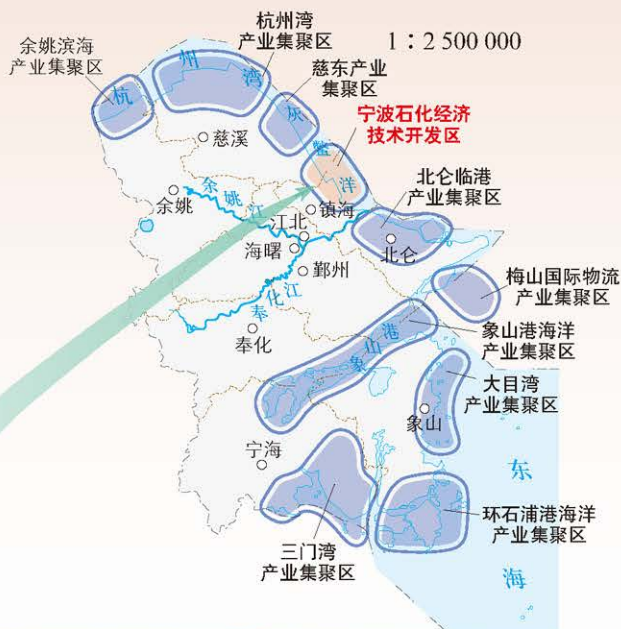 杭州湾
产业集聚区
1：2 500 000
余姚滨海
产业集聚区
慈东产业
集聚区
杭州湾
灰鳖洋
宁波石化经济
技术开发区
慈溪
北仑临港
产业集聚区
余姚
余姚江
镇海
江北
海曙
北仑
鄞州
梅山国际物流
产业集聚区
奉化江
奉化
象山港
象山港海洋
产业集聚区
大目湾
产业集聚区
象山
宁海
东海
环石浦港海洋
产业集聚区
三门湾
产业集聚区